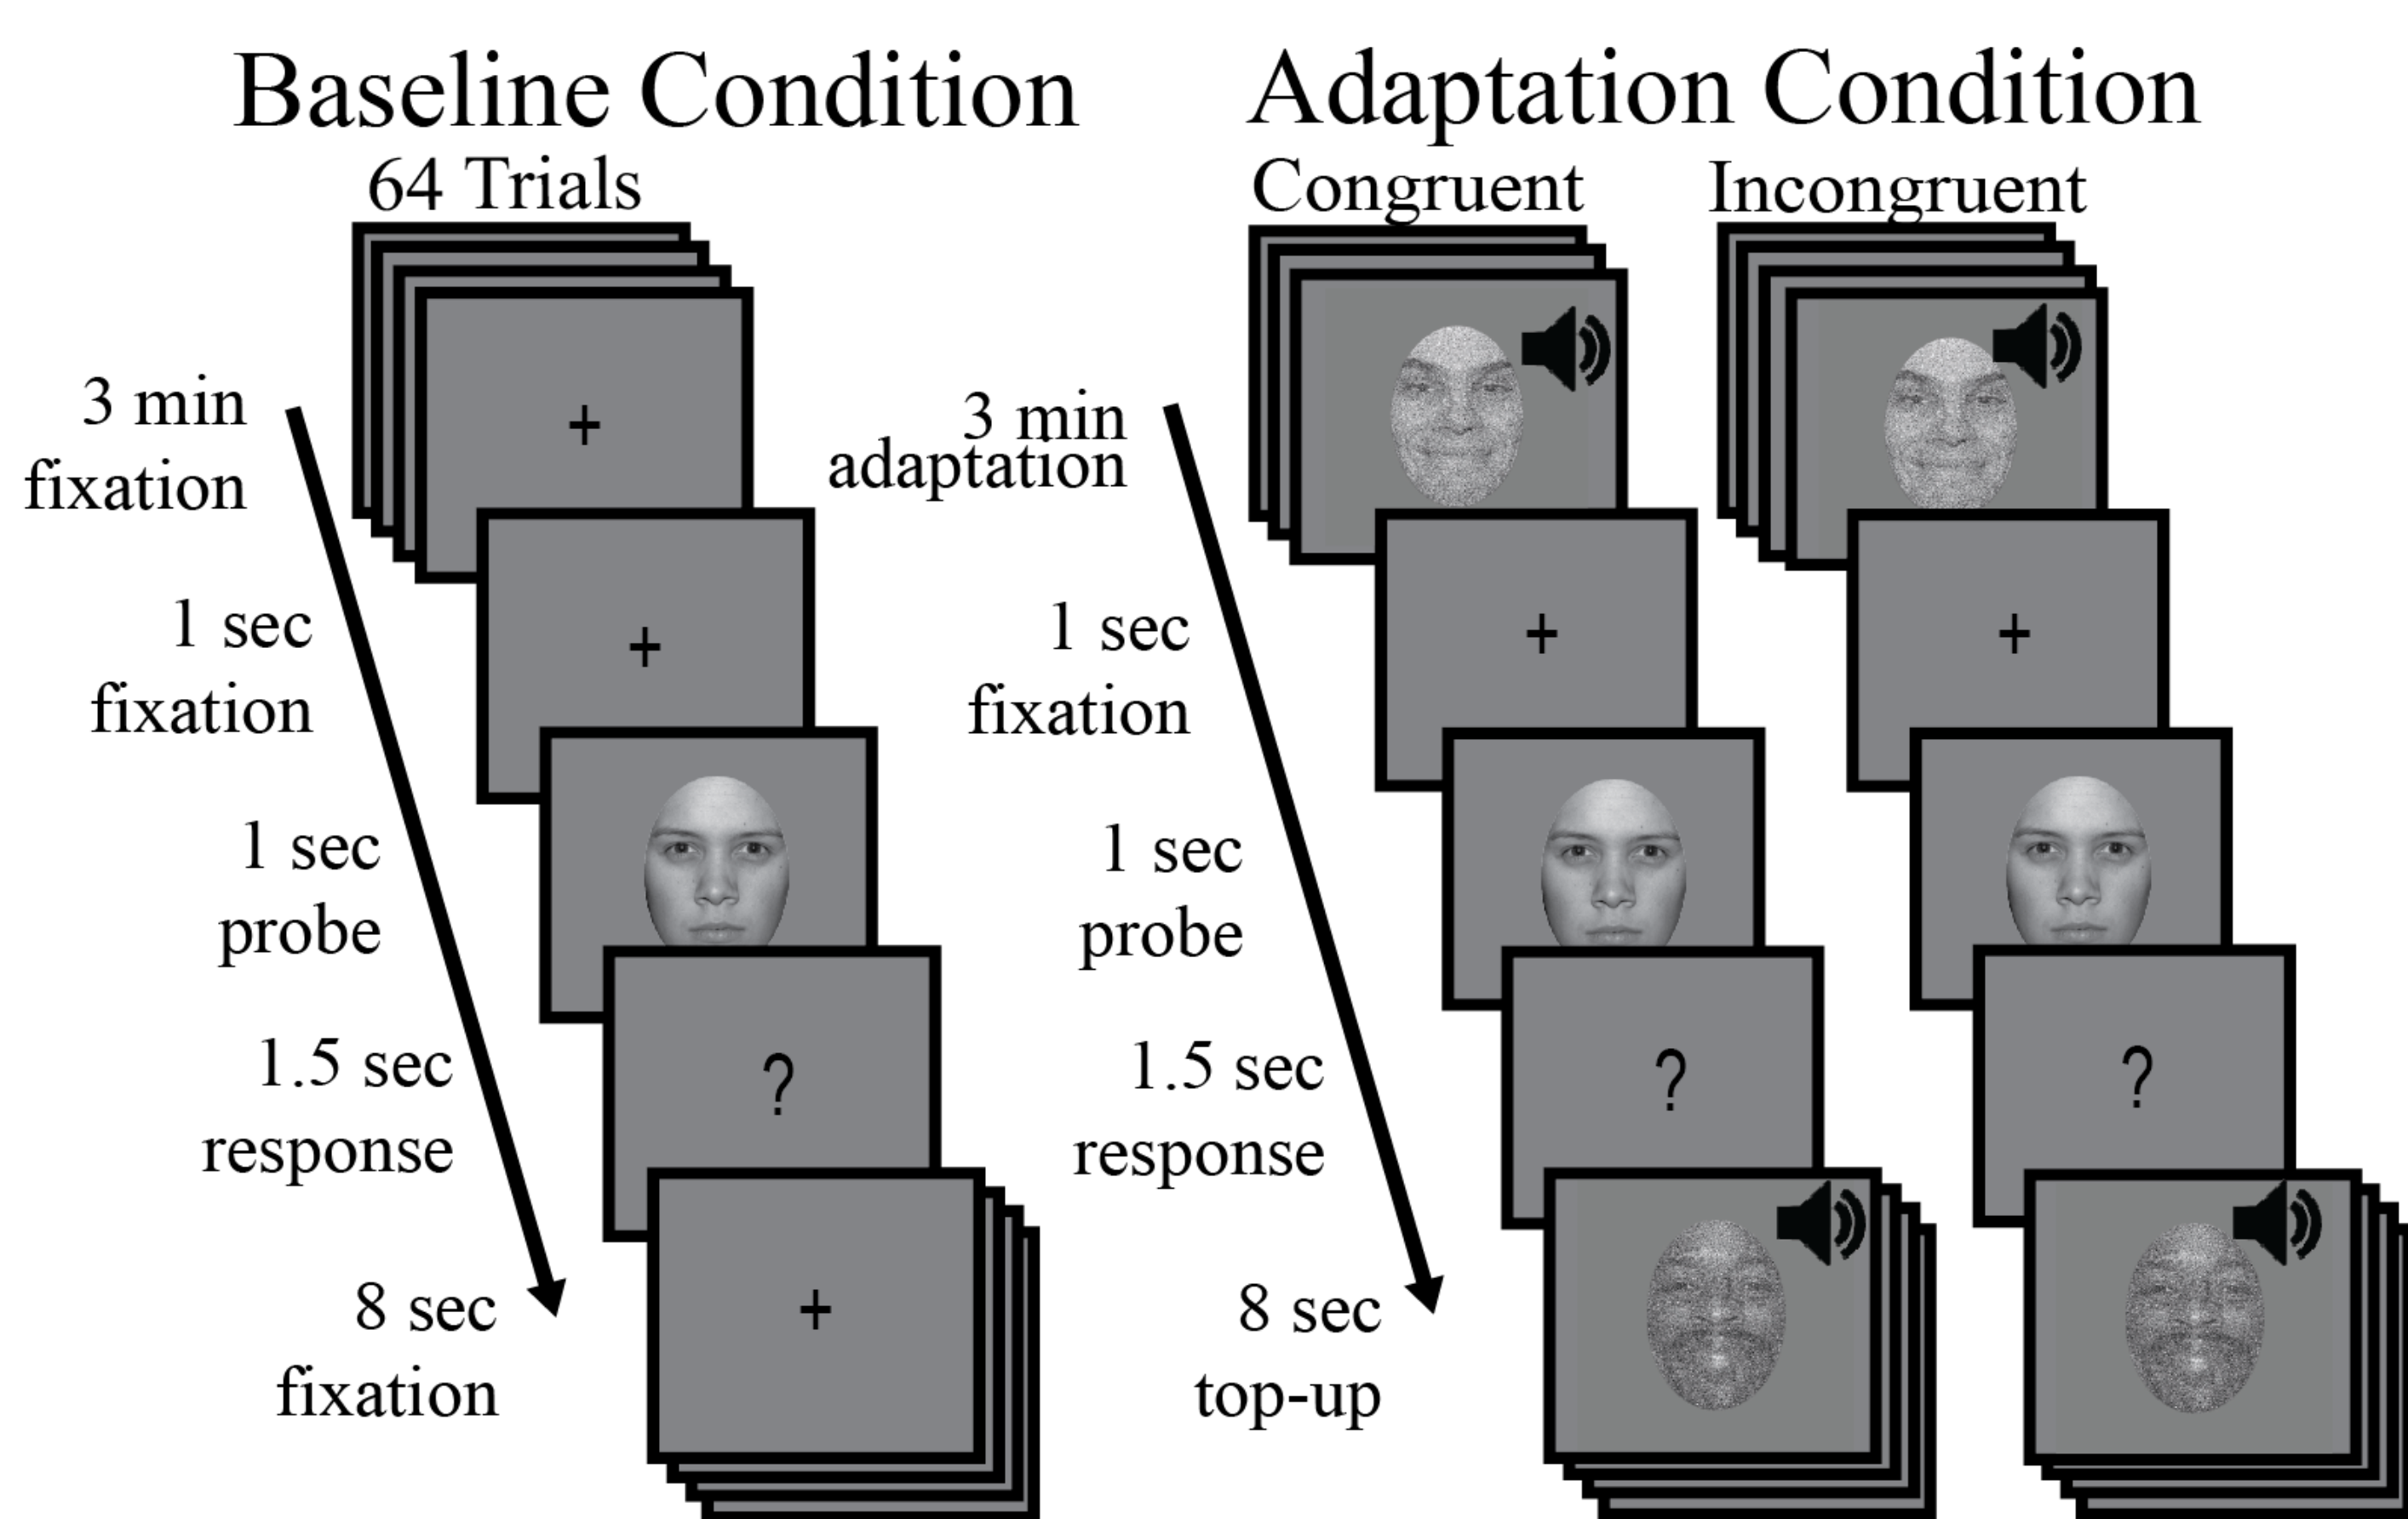 Baseline Condition
64 Trials
3 min
fixation
+
1 sec
fixation
+
1 sec
probe
1.5 sec
response
?
8 sec
fixation
+
Adaptation Condition
Congruent
Incongruent
3 min
adaptation
1 sec
fixation
+
+
1 sec
probe
1.5 sec
response
?
?
8 sec
top-up